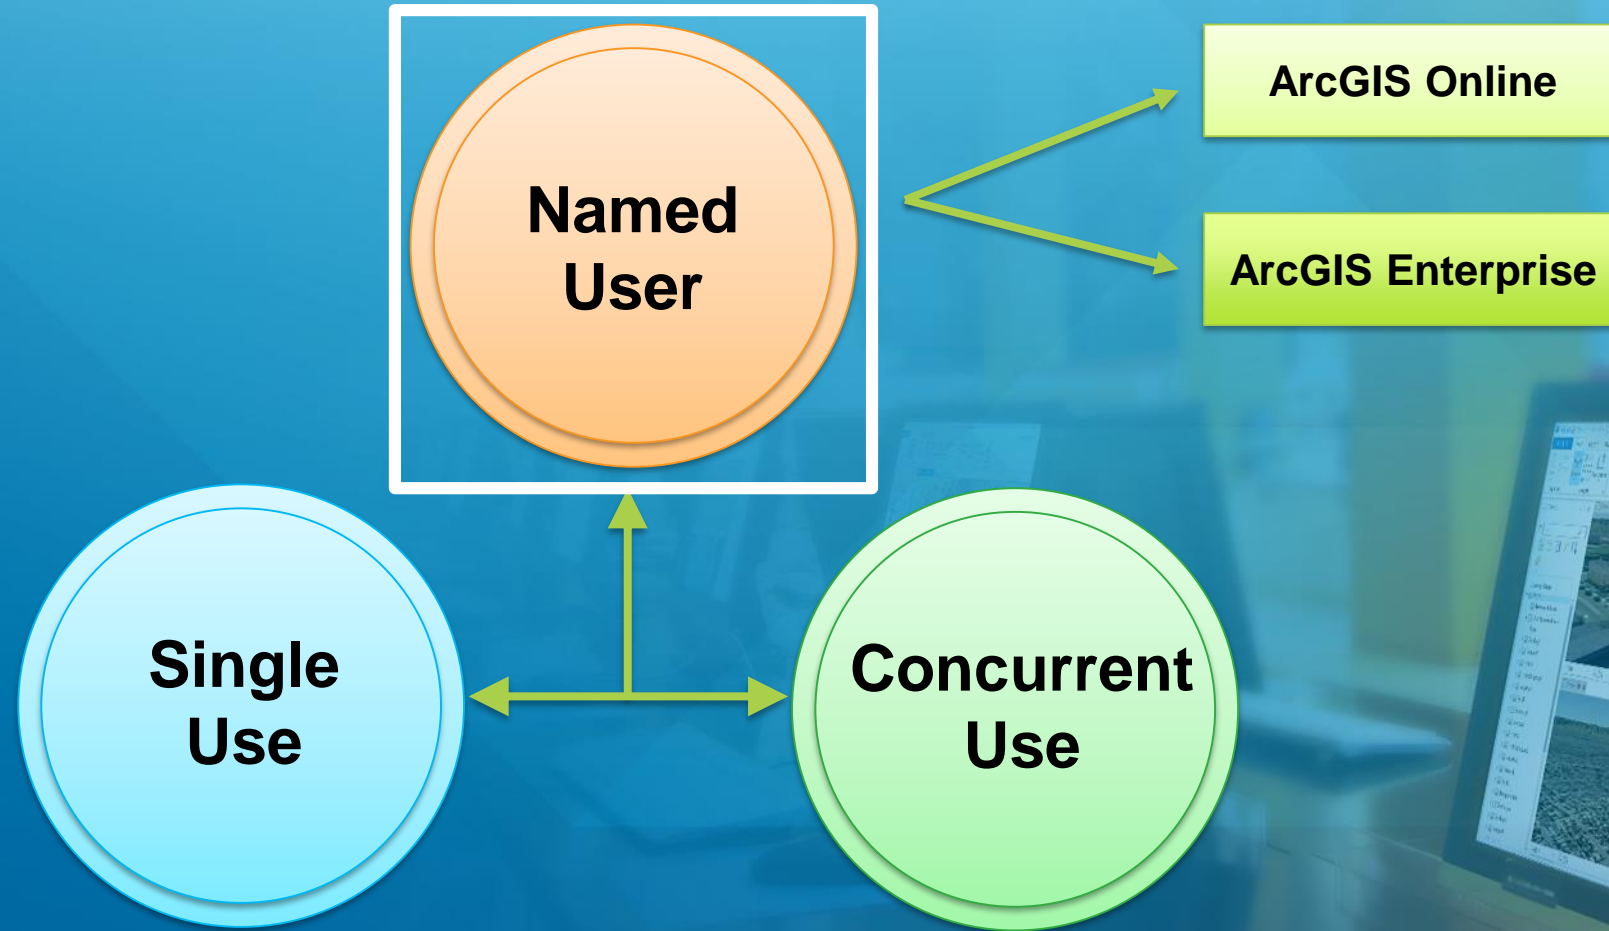 ArcGIS Online
Named
User
ArcGIS Enterprise
Single
Use
Concurrent
Use